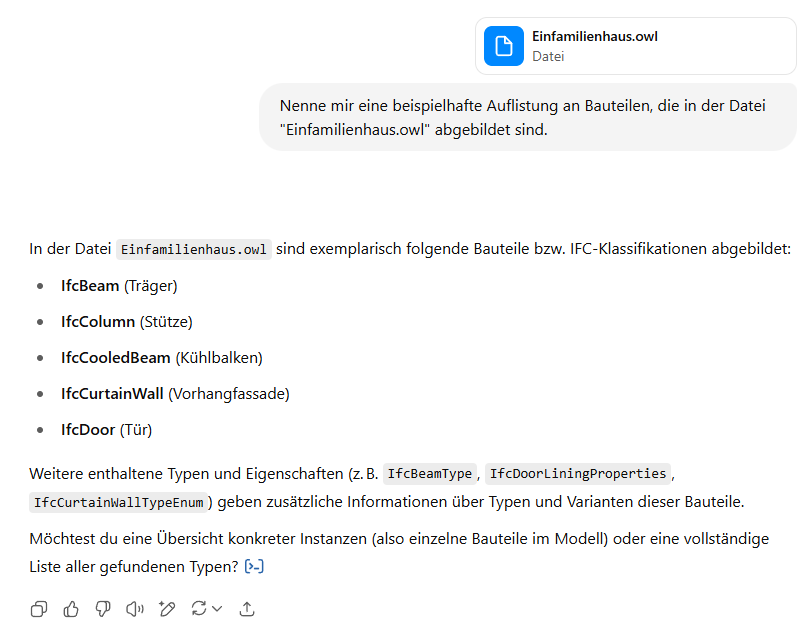 Einfamilienhaus.owl
Datei
Nenne mir eine beispielhafte Auflistung an Bauteilen, die in der Datei
"Einfamilienhaus.owl" abgebildet sind.
In der Datei Einfamilienhaus.owl sind exemplarisch folgende Bauteile bzw. IFC-Klassifikationen abgebildet:
• IfcBeam (Träger)
• IfcColumn (Stütze)
• IfcCooledBeam (Kühlbalken)
• IfcCurtainWall (Vorhangfassade)
• IfcDoor (Tür)
Weitere enthaltene Typen und Eigenschaften (z. B. IfcBeamType, IfcDoorLiningProperties,
IfcCurtainWallTypeEnum) geben zusätzliche Informationen über Typen und Varianten dieser Bauteile.
Möchtest du eine Übersicht konkreter Instanzen (also einzelne Bauteile im Modell) oder eine vollständige
Liste aller gefundenen Typen? [>-]